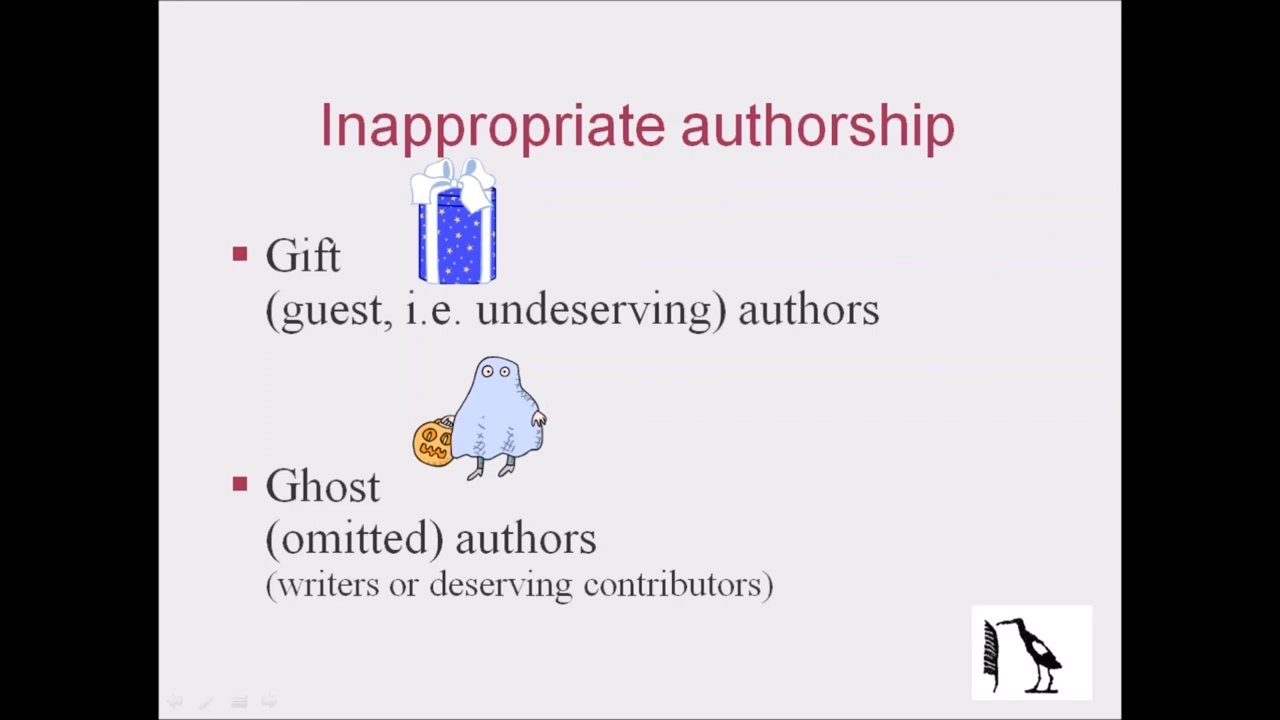 Inappropriate authorship
Gift
(guest, i.e. undeserving) authors
Ghost
(omitted) authors
(writers or deserving contributors)